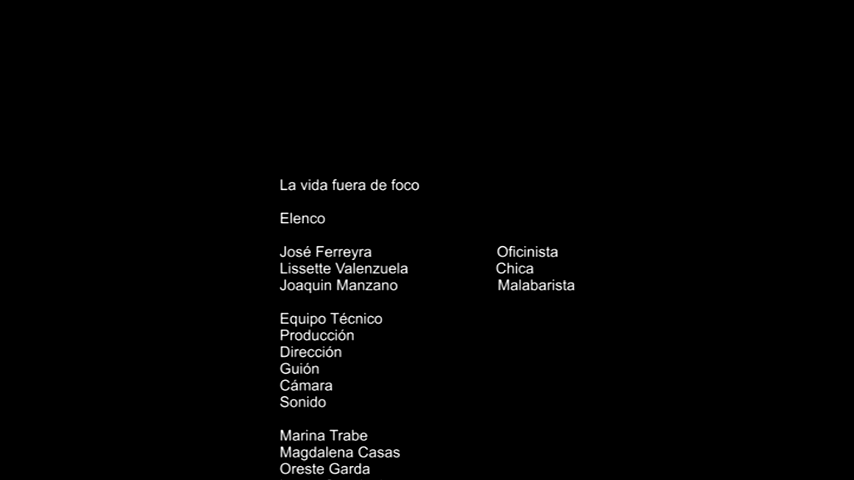 La vida fuera de foco
Elenco
José Ferreyra Oficinista
Lissette Valenzuela Chica
Joaquin Manzano Malabarista
Equipo Técnico
Producción
Dirección
Guión
Cámara
Sonido
Marina Trabe
Magdalena Casas
Oreste Garda